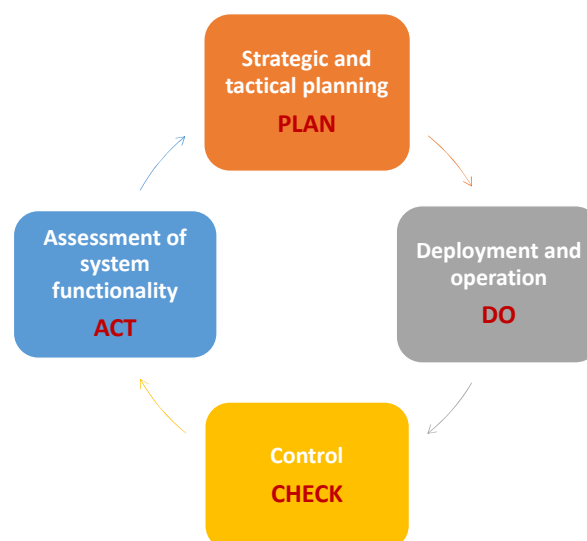 Strategic and
tactical planning
PLAN
Deployment and
operation
DO
Control
CHECK
Assessment of
system
functionality
ACT